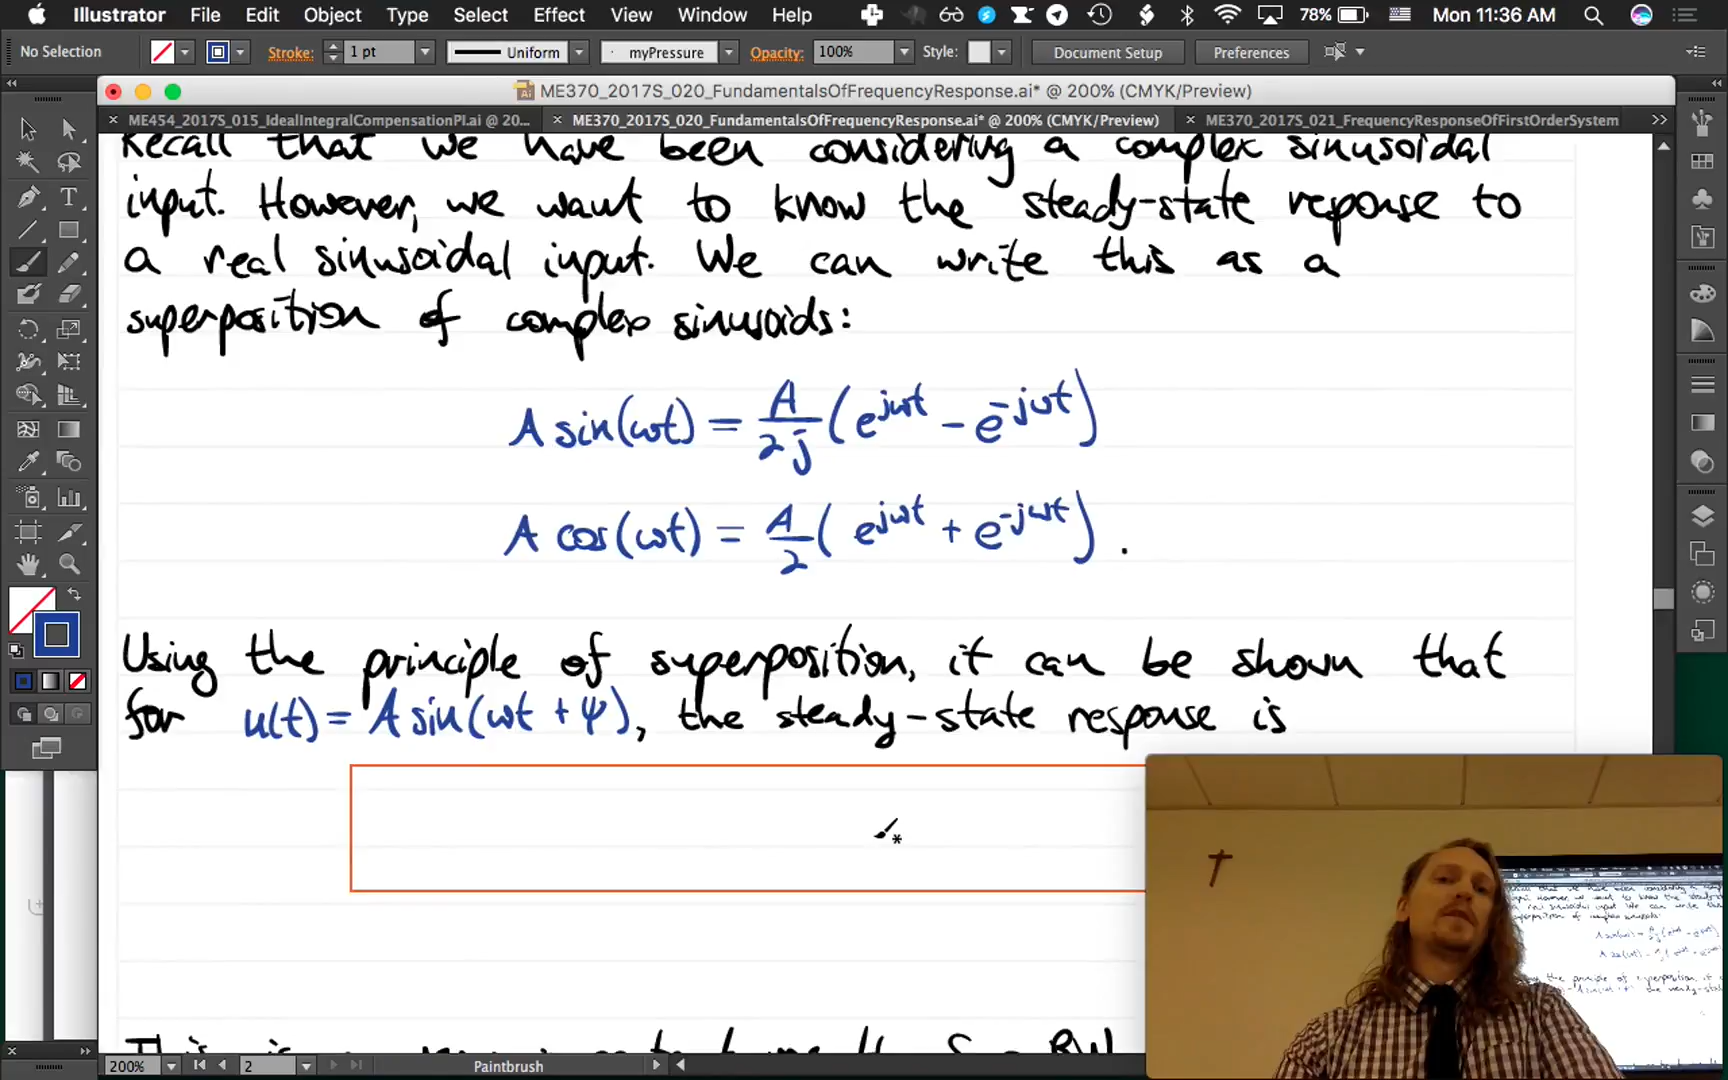 Illustrator File Edit Object Type Select Effect View Window Help 78% Mon 11:36 AM
No Selection Stroke: 1 pt Uniform myPressure Opacity: 100% Style: Document Setup Preferences
ME370_2017S_020_FundamentalsOfFrequencyResponse.ai* @ 200% (CMYK/Preview)
ME454_2017S_015_IdealIntegralCompensationPI.ai @ 20... ME370_2017S_020_FundamentalsOfFrequencyResponse.ai* @ 200% (CMYK/Preview) ME370_2017S_021_FrequencyResponseOfFirstOrderSystem
Recall that we have been considering a complex sinusoidal
input. However, we want to know the steady-state response to
a real sinusoidal input. We can write this as a
superposition of complex sinusoids:
A sin(ωt) = A/2j (e^jωt - e^-jωt)
A cos(ωt) = A/2 (e^jωt + e^-jωt).
Using the principle of superposition, it can be shown that
for u(t) = A sin(ωt + ψ), the steady-state response is
This is
200% 2 Paintbrush